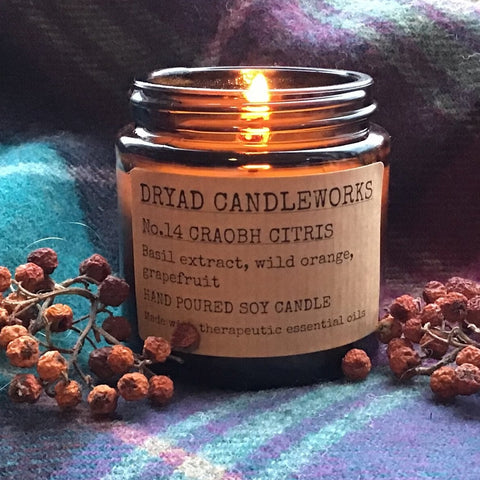 DRYAD CANDLEWORKS
No.14 CRAOBH CITRIS
Basil extract, wild orange,
grapefruit
HAND POURED SOY CANDLE
Made with therapeutic essential oils